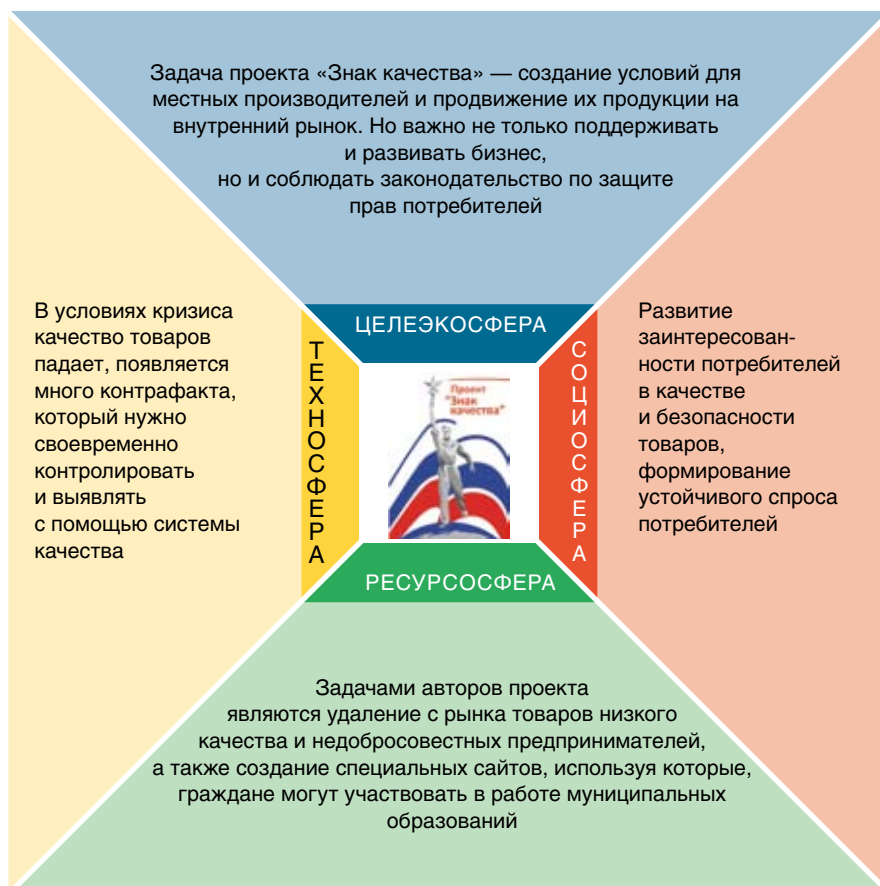 Задача проекта «Знак качества» — создание условий для
местных производителей и продвижение их продукции на
внутренний рынок. Но важно не только поддерживать
и развивать бизнес,
но и соблюдать законодательство по защите
прав потребителей
В условиях кризиса
качество товаров
падает, появляется
много контрафакта,
который нужно
своевременно
контролировать
и выявлять
с помощью системы
качества
ЦЕЛЕЭКОСФЕРА
ТЕХНОСФЕРА
Проект
"Знак
качества"
СОЦИОСФЕРА
РЕСУРСОСФЕРА
Развитие
заинтересован-
ности потребителей
в качестве
и безопасности
товаров,
формирование
устойчивого спроса
потребителей
Задачами авторов проекта
являются удаление с рынка товаров низкого
качества и недобросовестных предпринимателей,
а также создание специальных сайтов, используя которые,
граждане могут участвовать в работе муниципальных
образований